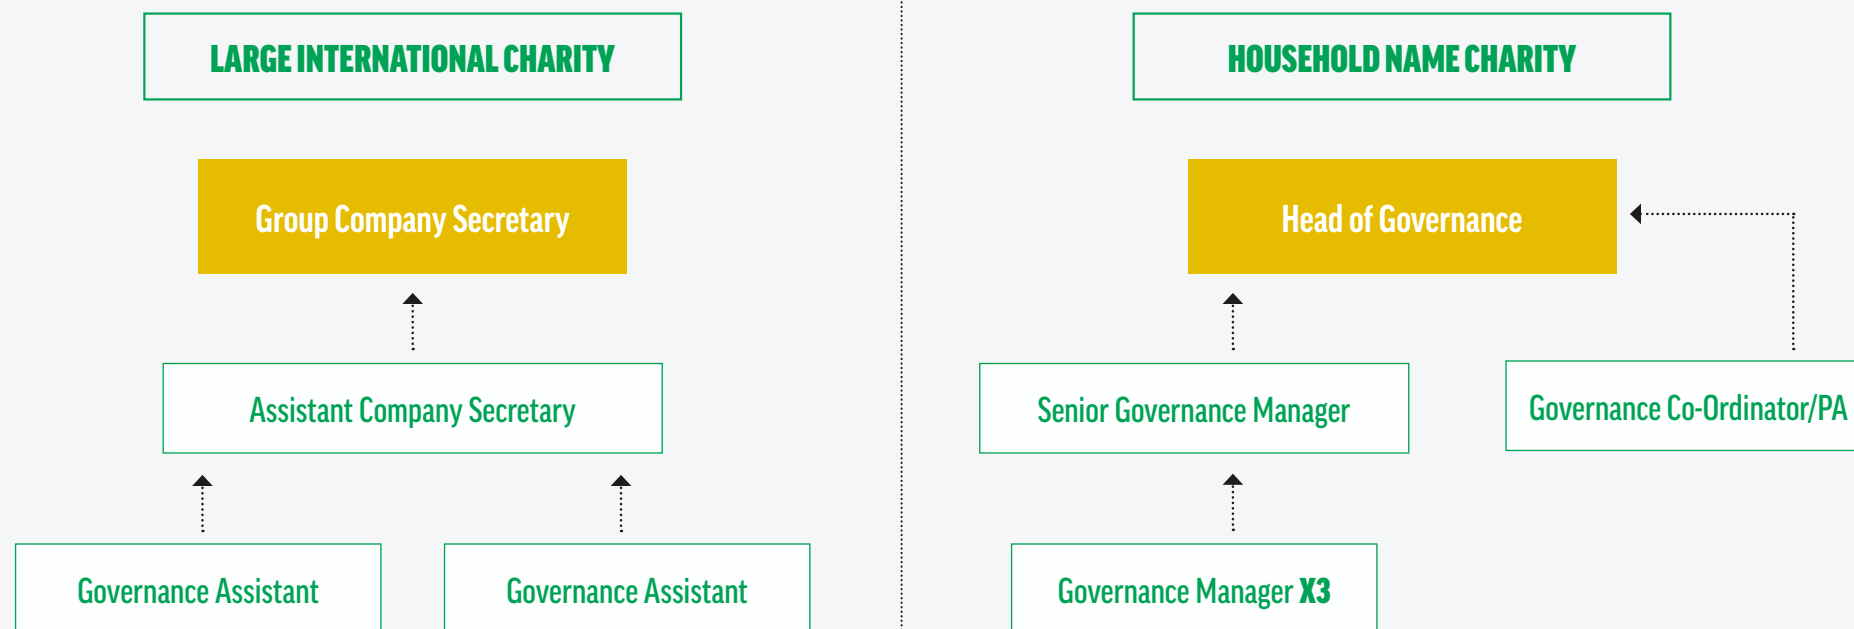 LARGE INTERNATIONAL CHARITY
Group Company Secretary
Assistant Company Secretary
Governance Assistant
Governance Assistant
HOUSEHOLD NAME CHARITY
Head of Governance
Senior Governance Manager
Governance Co-Ordinator/PA
Governance Manager X3